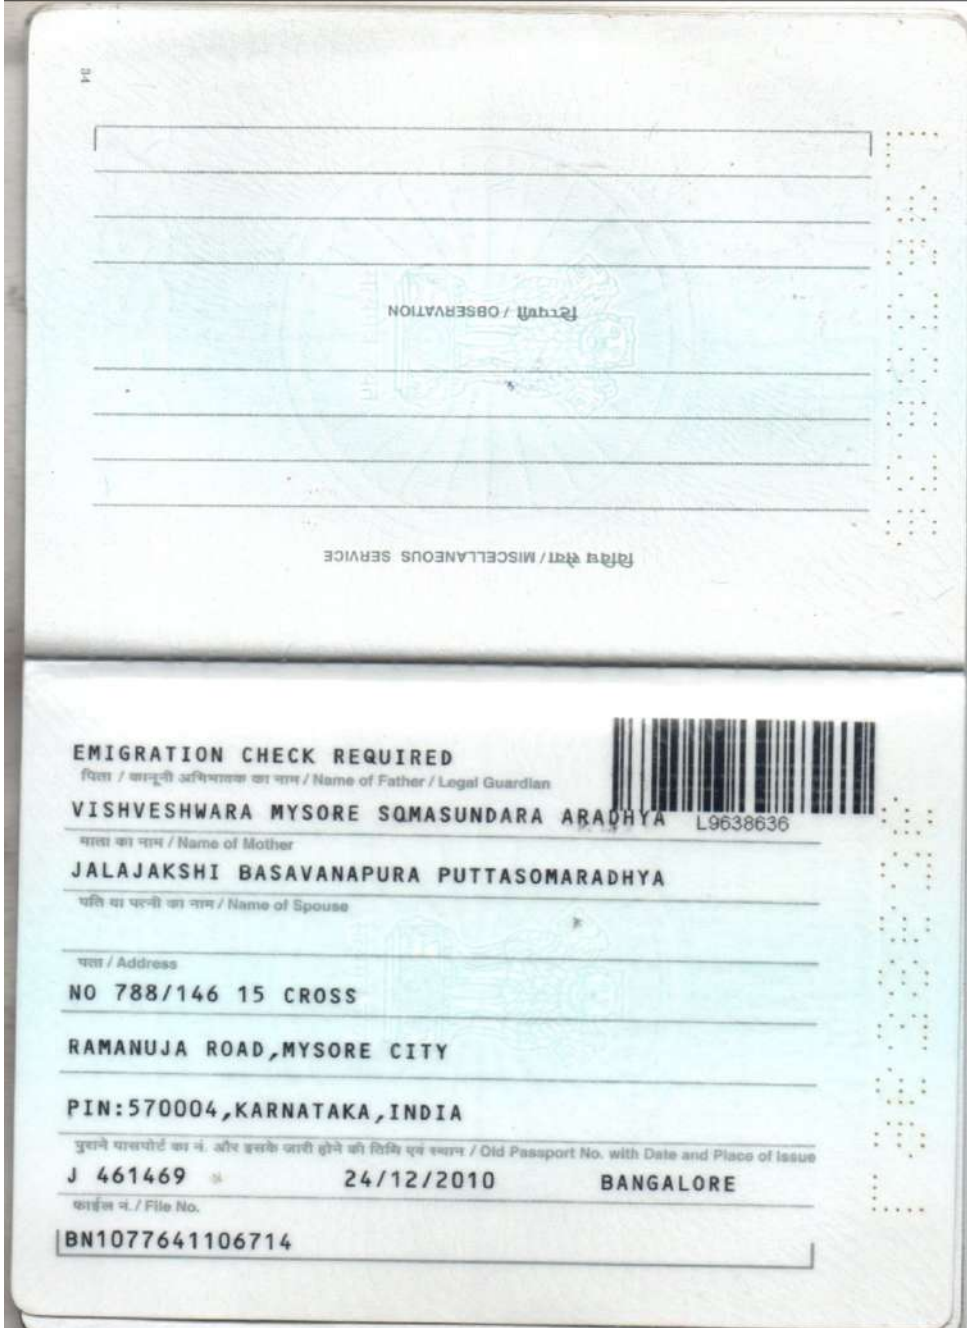 34
टिप्पणी / OBSERVATION
विविध सेवा / MISCELLANEOUS SERVICE
EMIGRATION CHECK REQUIRED
पिता / कानूनी अभिभावक का नाम / Name of Father / Legal Guardian
VISHVESHWARA MYSORE SOMASUNDARA ARADHYA
L9638636
माता का नाम / Name of Mother
JALAJAKSHI BASAVANAPURA PUTTASOMARADHYA
पति या पत्नी का नाम / Name of Spouse
पता / Address
NO 788/146 15 CROSS
RAMANUJA ROAD,MYSORE CITY
PIN:570004,KARNATAKA,INDIA
पुराने पासपोर्ट का नं. और इसके जारी होने की तिथि एवं स्थान / Old Passport No. with Date and Place of Issue
J 461469 24/12/2010 BANGALORE
फाईल नं. / File No.
BN1077641106714